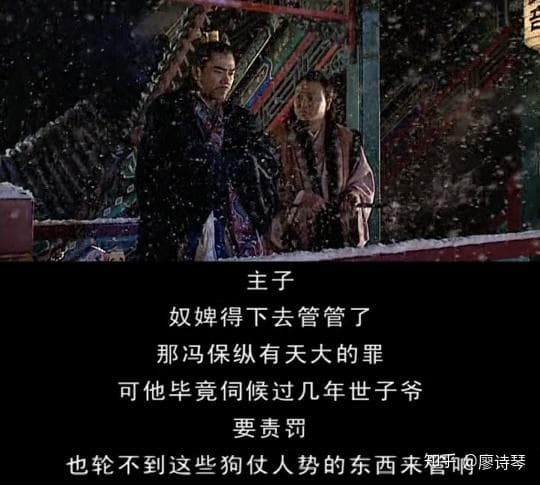 主子
奴婢得下去管管了
那冯保纵有天大的罪
可他毕竟伺候过几年世子爷
要责罚
也轮不到这些狗仗人势的东西来管啊
知乎 @廖诗琴